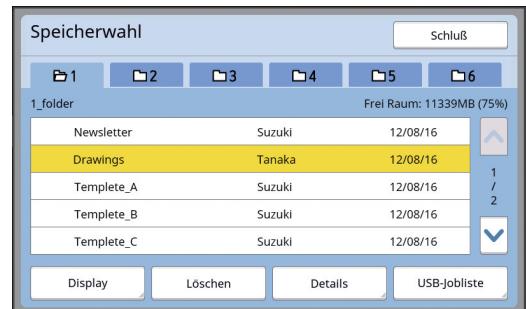 Speicherwahl Schluß
1 2 3 4 5 6
1_folder Frei Raum: 11339MB (75%)
Newsletter Suzuki 12/08/16
Drawings Tanaka 12/08/16
Templete_A Suzuki 12/08/16
Templete_B Suzuki 12/08/16
Templete_C Suzuki 12/08/16
1
/
2
Display Löschen Details USB-Jobliste